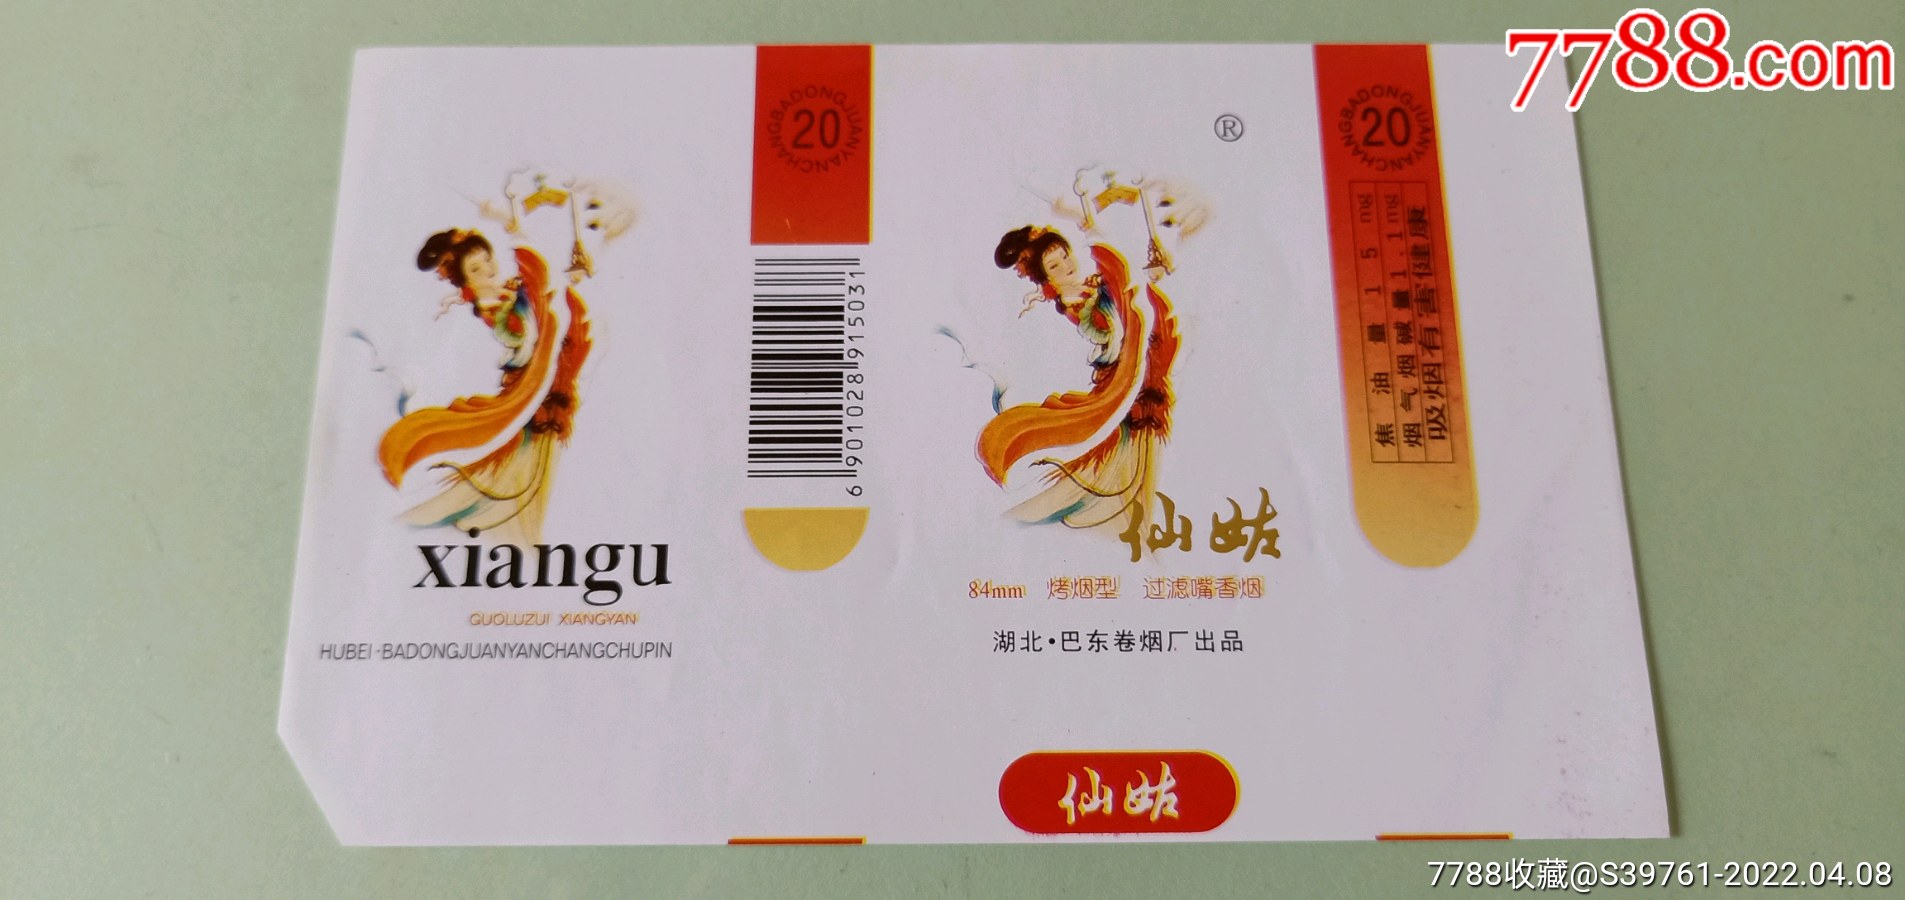 7788.com
BADONGJUANYANCHANG
20
BADONGJUANYANCHANG
20
®
焦油量15mg
烟气烟碱量1.1mg
吸烟有害健康
6 901028 915031
仙姑
xiangu
84mm 烤烟型 过滤嘴香烟
GUOLUZUI XIANGYAN
湖北·巴东卷烟厂出品
HUBEI·BADONGJUANYANCHANGCHUPIN
仙姑
7788收藏@S39761-2022.04.08